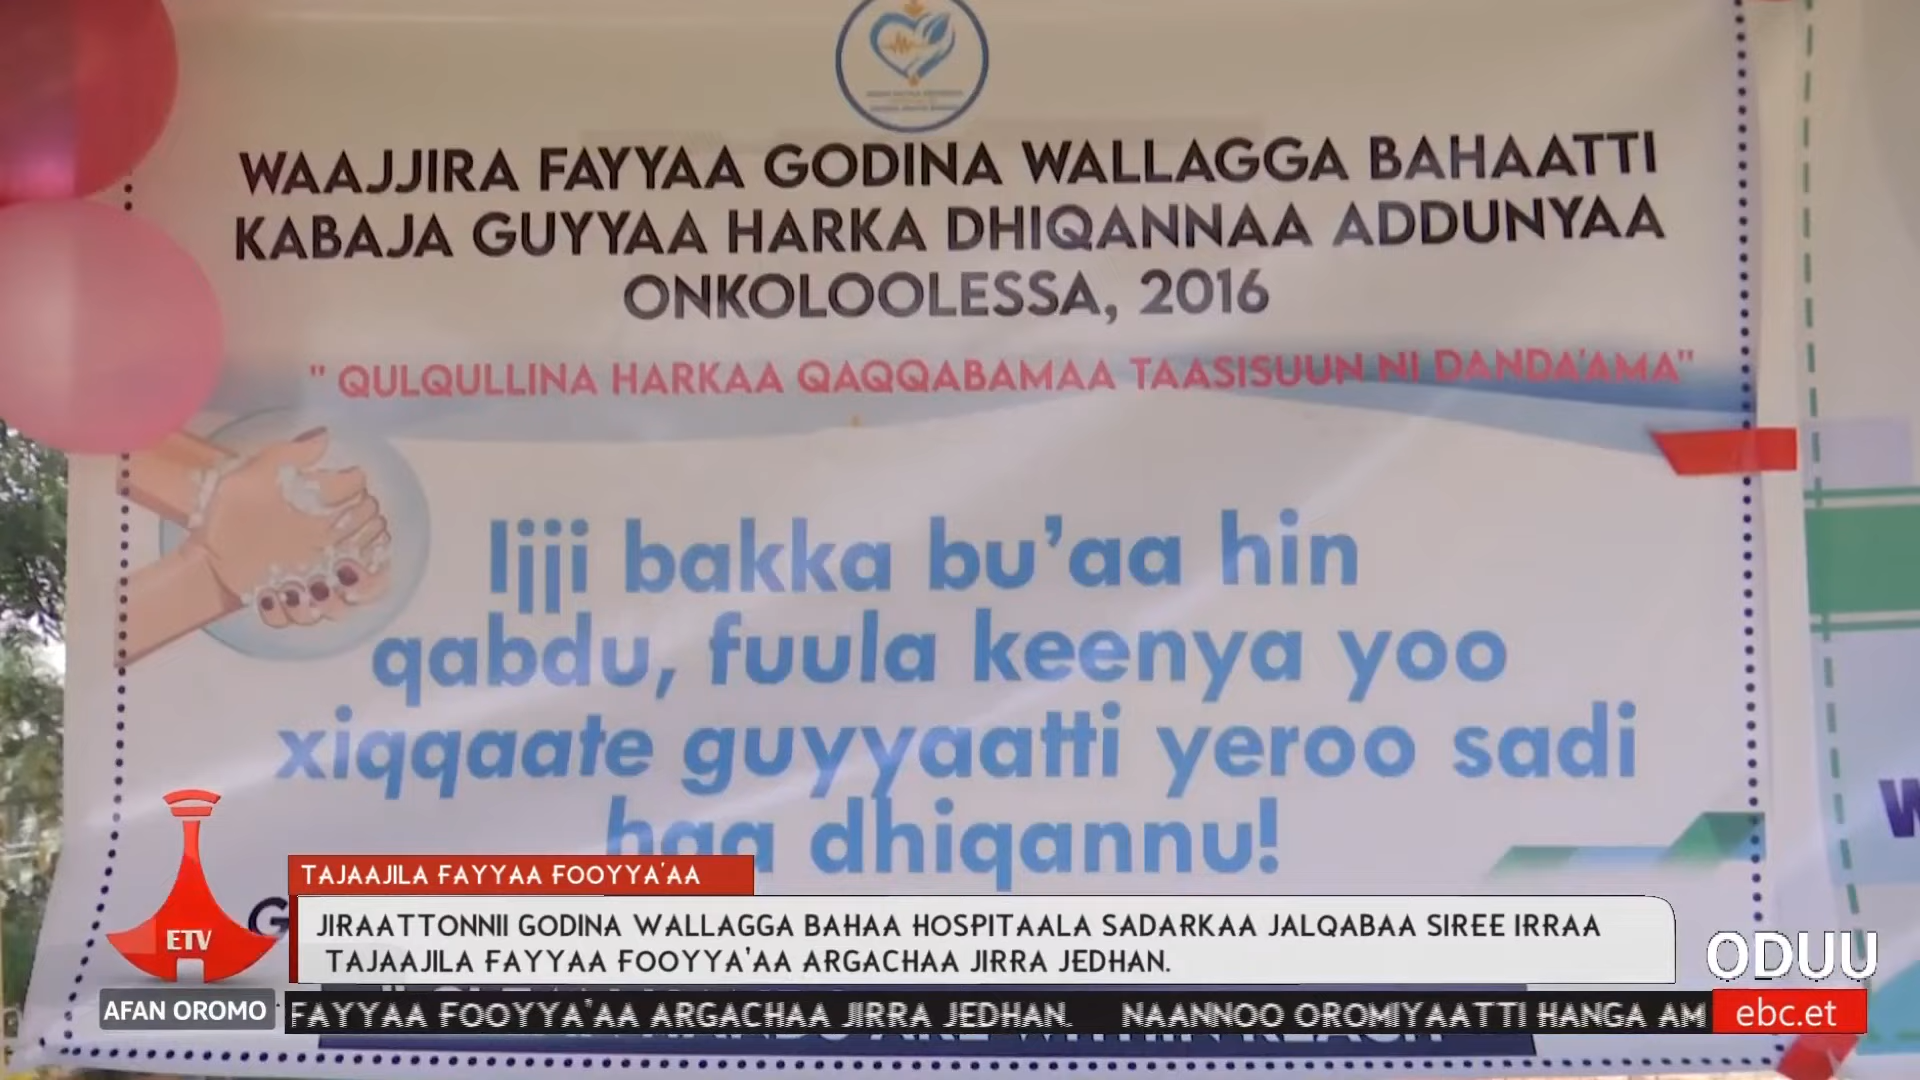 WAAJJIRA FAYYAA GODINA WALLAGGA BAHAATTI
KABAJA GUYYAA HARKA DHIQANNAA ADDUNYAA
ONKOLOOLESSA, 2016
" QULQULLINA HARKAA QAQQABAMAA TAASISUUN NI DANDA'AMA"
Ijji bakka bu'aa hin
qabdu, fuula keenya yoo
xiqqaate guyyaatti yeroo sadi
haa dhiqannu!
W
TAJAAJILA FAYYAA FOOYYA'AA
G
JIRAATTONNII GODINA WALLAGGA BAHAA HOSPITAALA SADARKAA JALQABAA SIREE IRRAA
TAJAAJILA FAYYAA FOOYYA'AA ARGACHAA JIRRA JEDHAN.
ETV
ODUU
AFAN OROMO
FAYYAA FOOYYA'AA ARGACHAA JIRRA JEDHAN. NAANNOO OROMIYAATTI HANGA AM
ebc.et